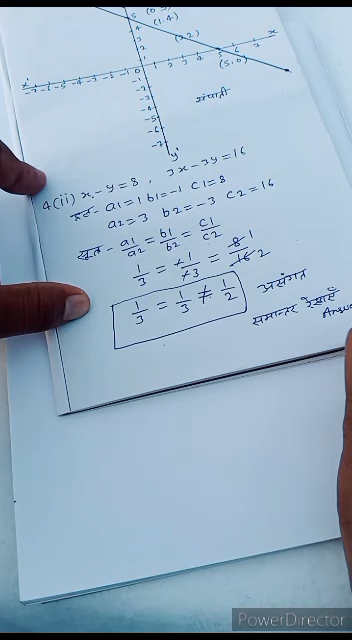 (1,4)
(3,2)
(5,0)
x
x'
y'
संपाती
4(ii) x-y=8, 3x-3y=16
हल- a1=1 b1=-1 c1=8
a2=3 b2=-3 c2=16
सूत्र- a1/a2 = b1/b2 = c1/c2
1/3 = +1/+3 = 8 1/16 2
1/3 = 1/3 ≠ 1/2 असंगत
समान्तर रेखाएँ
PowerDirector